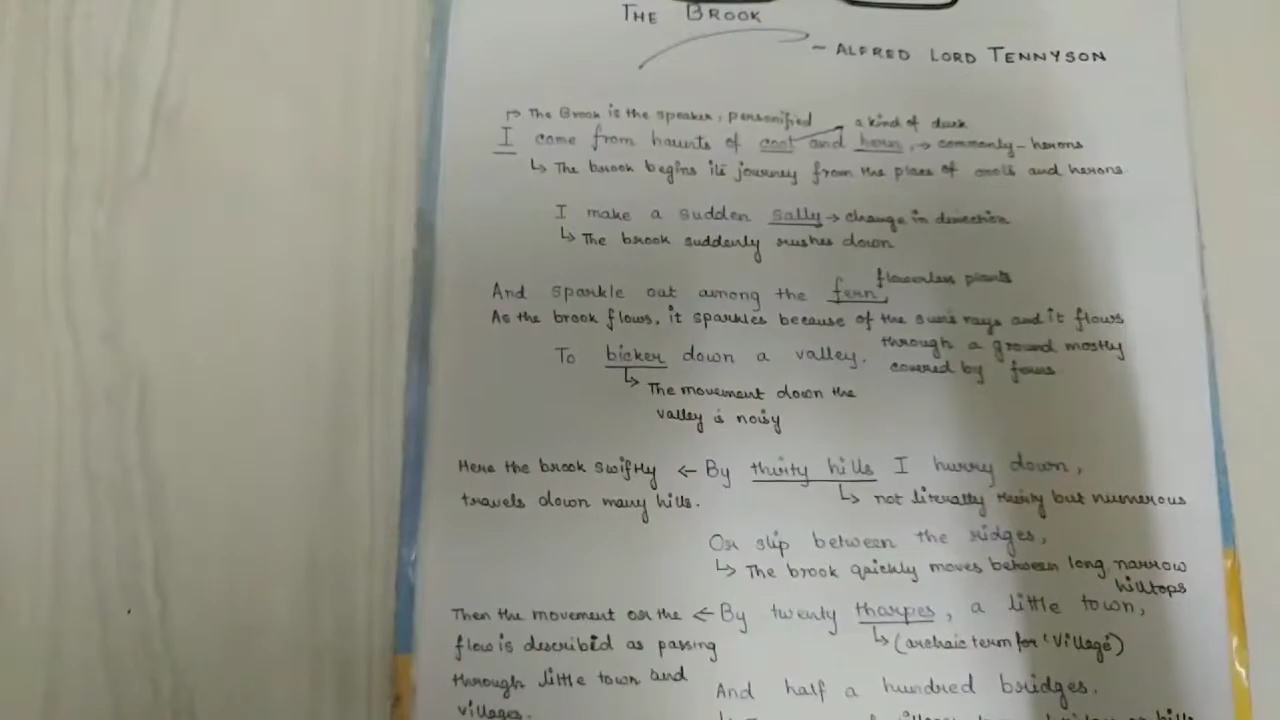 THE BROOK
~ ALFRED LORD TENNYSON
↱ The Brook is the speaker, personified
a kind of duck
I come from haunts of coot and hern, → commonly - herons
↳ The brook begins its journey from the place of coots and herons
I make a sudden sally → change in direction
↳ The brook suddenly rushes down
flowerless plants
And sparkle out among the fern,
As the brook flows, it sparkles because of the sun's rays and it flows
through a ground mostly
To bicker down a valley.
covered by ferns
↳ The movement down the
valley is noisy
Here the brook swiftly ← By thirty hills I hurry down,
travels down many hills.
↳ not literally thirty but numerous
Or slip between the ridges,
↳ The brook quickly moves between long, narrow
hilltops
Then the movement or the ← By twenty tharpes, a little town,
flow is described as passing
↳ (archaic term for 'village')
through little town and
And half a hundred bridges.
villages.